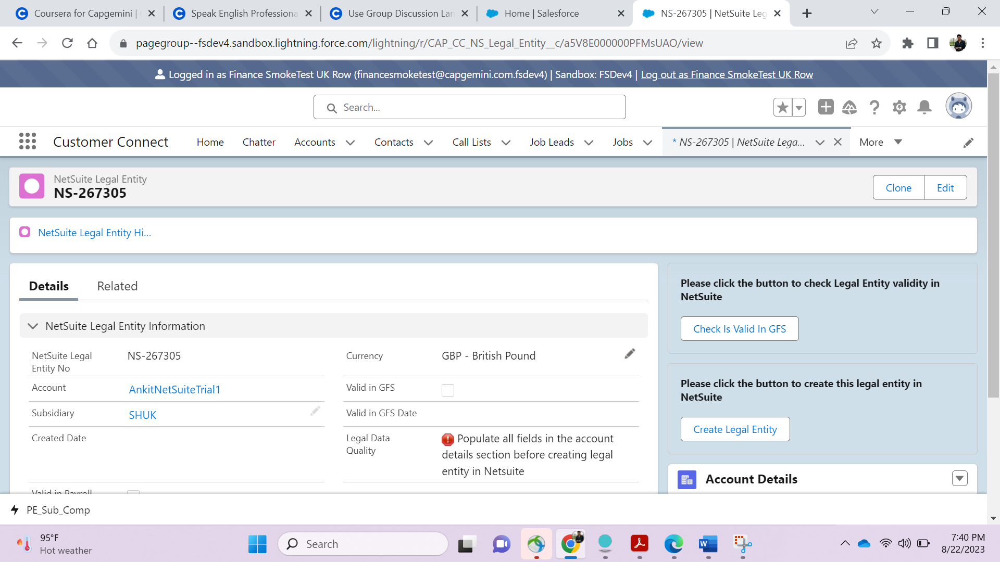 Coursera for Capgemini |
Speak English Professiona
Use Group Discussion Lan
Home | Salesforce
NS-267305 | NetSuite Leg
pagegroup--fsdev4.sandbox.lightning.force.com/lightning/r/CAP_CC_NS_Legal_Entity__c/a5V8E000000PFMsUAO/view
Logged in as Finance SmokeTest UK Row (financesmoketest@capgemini.com.fsdev4) | Sandbox: FSDev4 | Log out as Finance SmokeTest UK Row
Search...
Customer Connect
Home
Chatter
Accounts
Contacts
Call Lists
Job Leads
Jobs
* NS-267305 | NetSuite Lega...
More
NetSuite Legal Entity
NS-267305
Clone
Edit
NetSuite Legal Entity Hi...
Details
Related
NetSuite Legal Entity Information
NetSuite Legal
Entity No
NS-267305
Currency
GBP - British Pound
Account
AnkitNetSuiteTrial1
Valid in GFS
Subsidiary
SHUK
Valid in GFS Date
Created Date
Legal Data
Quality
Populate all fields in the account
details section before creating legal
entity in Netsuite
Valid in Payroll
Please click the button to check Legal Entity validity in
NetSuite
Check Is Valid In GFS
Please click the button to create this legal entity in
NetSuite
Create Legal Entity
Account Details
PE_Sub_Comp
95°F
Hot weather
Search
7:40 PM
8/22/2023